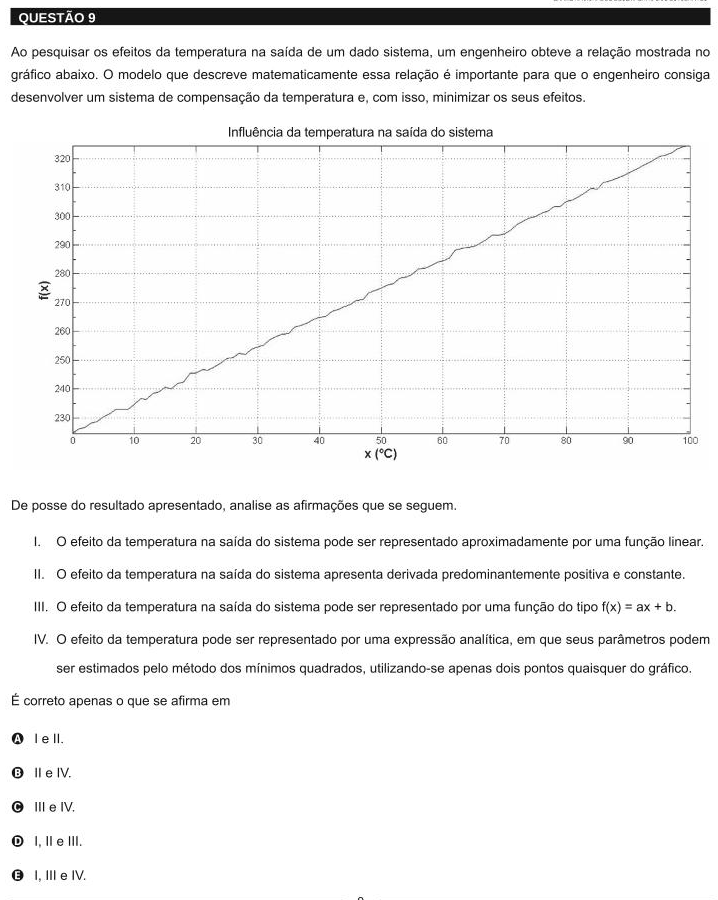 QUESTÃO 9
Ao pesquisar os efeitos da temperatura na saída de um dado sistema, um engenheiro obteve a relação mostrada no
gráfico abaixo. O modelo que descreve matematicamente essa relação é importante para que o engenheiro consiga
desenvolver um sistema de compensação da temperatura e, com isso, minimizar os seus efeitos.
Influência da temperatura na saída do sistema
320
310
300
290
280
270
260
250
240
230
f(x)
0 10 20 30 40 50 60 70 80 90 100
x (ºC)
De posse do resultado apresentado, analise as afirmações que se seguem.
I. O efeito da temperatura na saída do sistema pode ser representado aproximadamente por uma função linear.
II. O efeito da temperatura na saída do sistema apresenta derivada predominantemente positiva e constante.
III. O efeito da temperatura na saída do sistema pode ser representado por uma função do tipo f(x) = ax + b.
IV. O efeito da temperatura pode ser representado por uma expressão analítica, em que seus parâmetros podem
ser estimados pelo método dos mínimos quadrados, utilizando-se apenas dois pontos quaisquer do gráfico.
É correto apenas o que se afirma em
A I e II.
B II e IV.
C III e IV.
D I, II e III.
E I, III e IV.